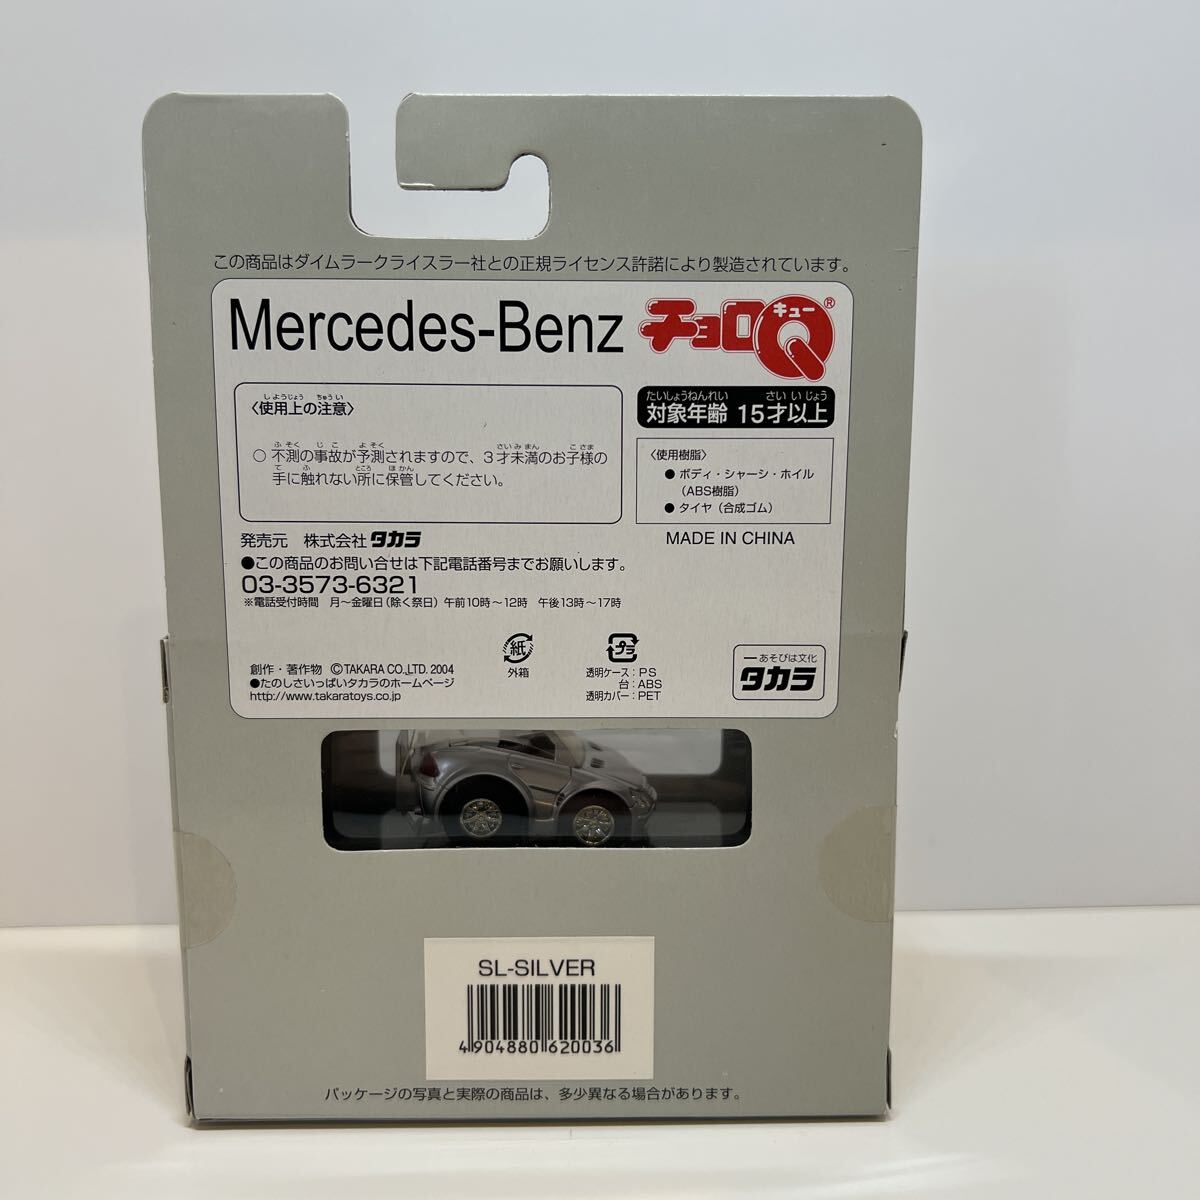 この商品はダイムラークライスラー社との正規ライセンス許諾により製造されています。
Mercedes-Benz チョロQ キュー ®
しようじょう ちゅうい
〈使用上の注意〉
ふそく じこ よそく さいみまん こさま
○ 不測の事故が予測されますので、3才未満のお子様の
て ふ ところ ほかん
手に触れない所に保管してください。
たいしょうねんれい さいいじょう
対象年齢 15才以上
〈使用樹脂〉
● ボディ・シャーシ・ホイル
(ABS樹脂)
● タイヤ(合成ゴム)
MADE IN CHINA
発売元 株式会社 タカラ
●この商品のお問い合せは下記電話番号までお願いします。
03-3573-6321
※電話受付時間 月〜金曜日(除く祭日) 午前10時〜12時 午後13時〜17時
創作・著作物 ©TAKARA CO.,LTD. 2004
●たのしさいっぱいタカラのホームページ
http://www.takaratoys.co.jp
紙
外箱
プラ
透明ケース:PS
台:ABS
透明カバー:PET
―あそびは文化
タカラ
SL-SILVER
4 904880 620036
パッケージの写真と実際の商品は、多少異なる場合があります。